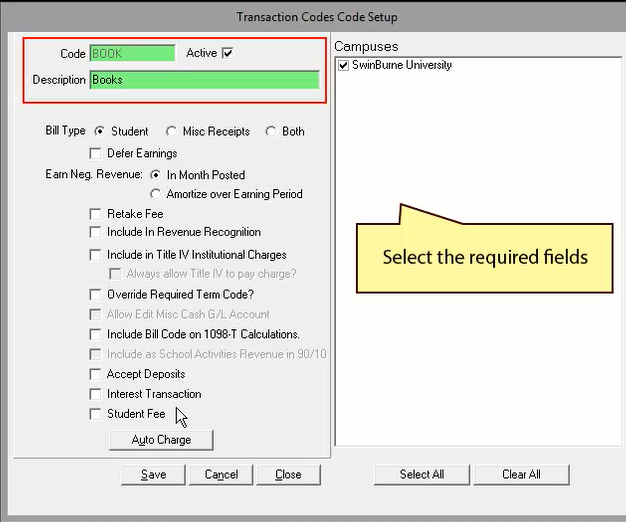 Transaction Codes Code Setup
Code BOOK Active
Description Books
Bill Type Student Misc Receipts Both
Defer Earnings
Earn Neg. Revenue: In Month Posted
Amortize over Earning Period
Retake Fee
Include In Revenue Recognition
Include in Title IV Institutional Charges
Always allow Title IV to pay charge?
Override Required Term Code?
Allow Edit Misc Cash G/L Account
Include Bill Code on 1098-T Calculations.
Include as School Activities Revenue in 90/10
Accept Deposits
Interest Transaction
Student Fee
Auto Charge
Save Cancel Close
Campuses
SwinBurne University
Select the required fields
Select All Clear All